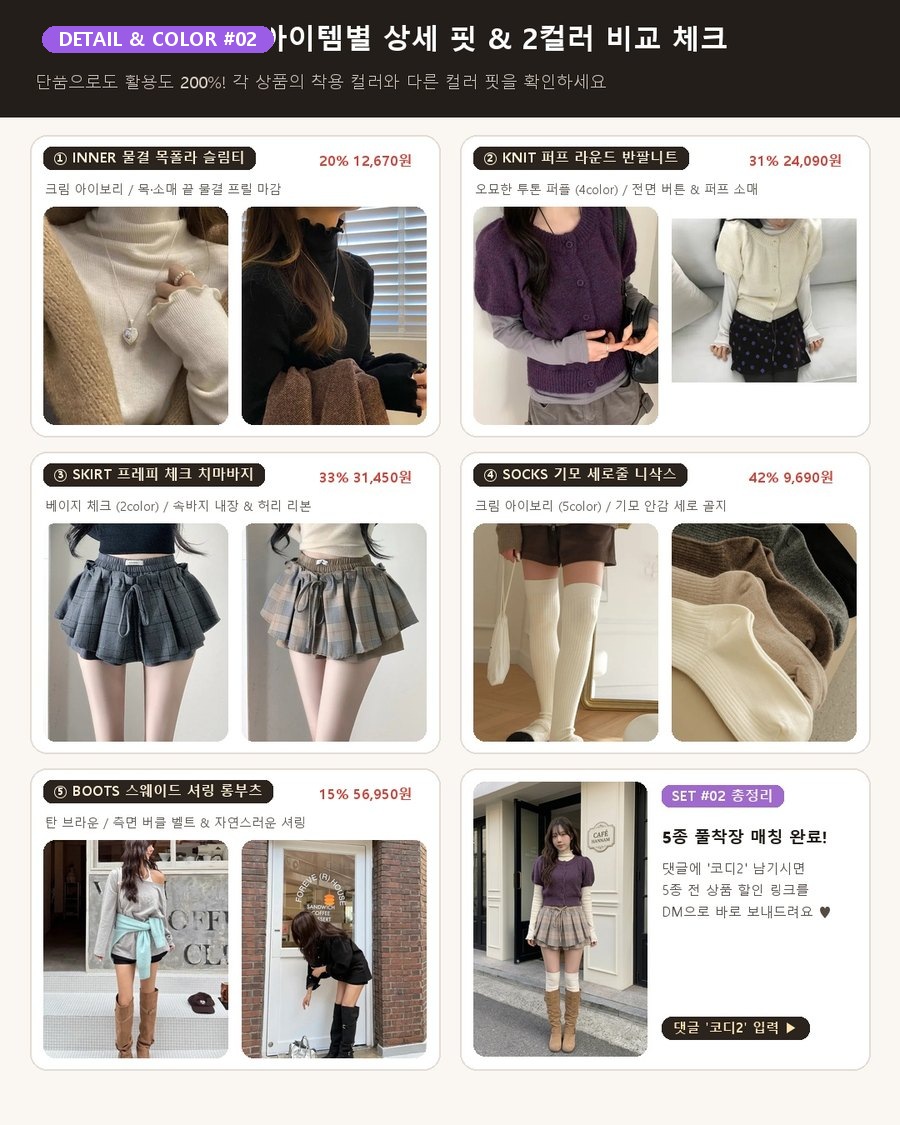 DETAIL & COLOR #02
아이템별 상세 핏 & 2컬러 비교 체크
단품으로도 활용도 200%! 각 상품의 착용 컬러와 다른 컬러 핏을 확인하세요
① INNER 물결 목폴라 슬림티
20% 12,670원
크림 아이보리 / 목·소매 끝 물결 프릴 마감
② KNIT 퍼프 라운드 반팔니트
31% 24,090원
오묘한 투톤 퍼플 (4color) / 전면 버튼 & 퍼프 소매
③ SKIRT 프레피 체크 치마바지
33% 31,450원
베이지 체크 (2color) / 속바지 내장 & 허리 리본
④ SOCKS 기모 세로줄 니삭스
42% 9,690원
크림 아이보리 (5color) / 기모 안감 세로 골지
⑤ BOOTS 스웨이드 셔링 롱부츠
15% 56,950원
탄 브라운 / 측면 버클 벨트 & 자연스러운 셔링
FOREVE (R) HOUSE
SANDWICH
COFFEE
SET #02 총정리
5종 풀착장 매칭 완료!
댓글에 '코디2' 남기시면
5종 전 상품 할인 링크를
DM으로 바로 보내드려요 ♥
댓글 '코디2' 입력 ▶
CAFÉ
HANNAM